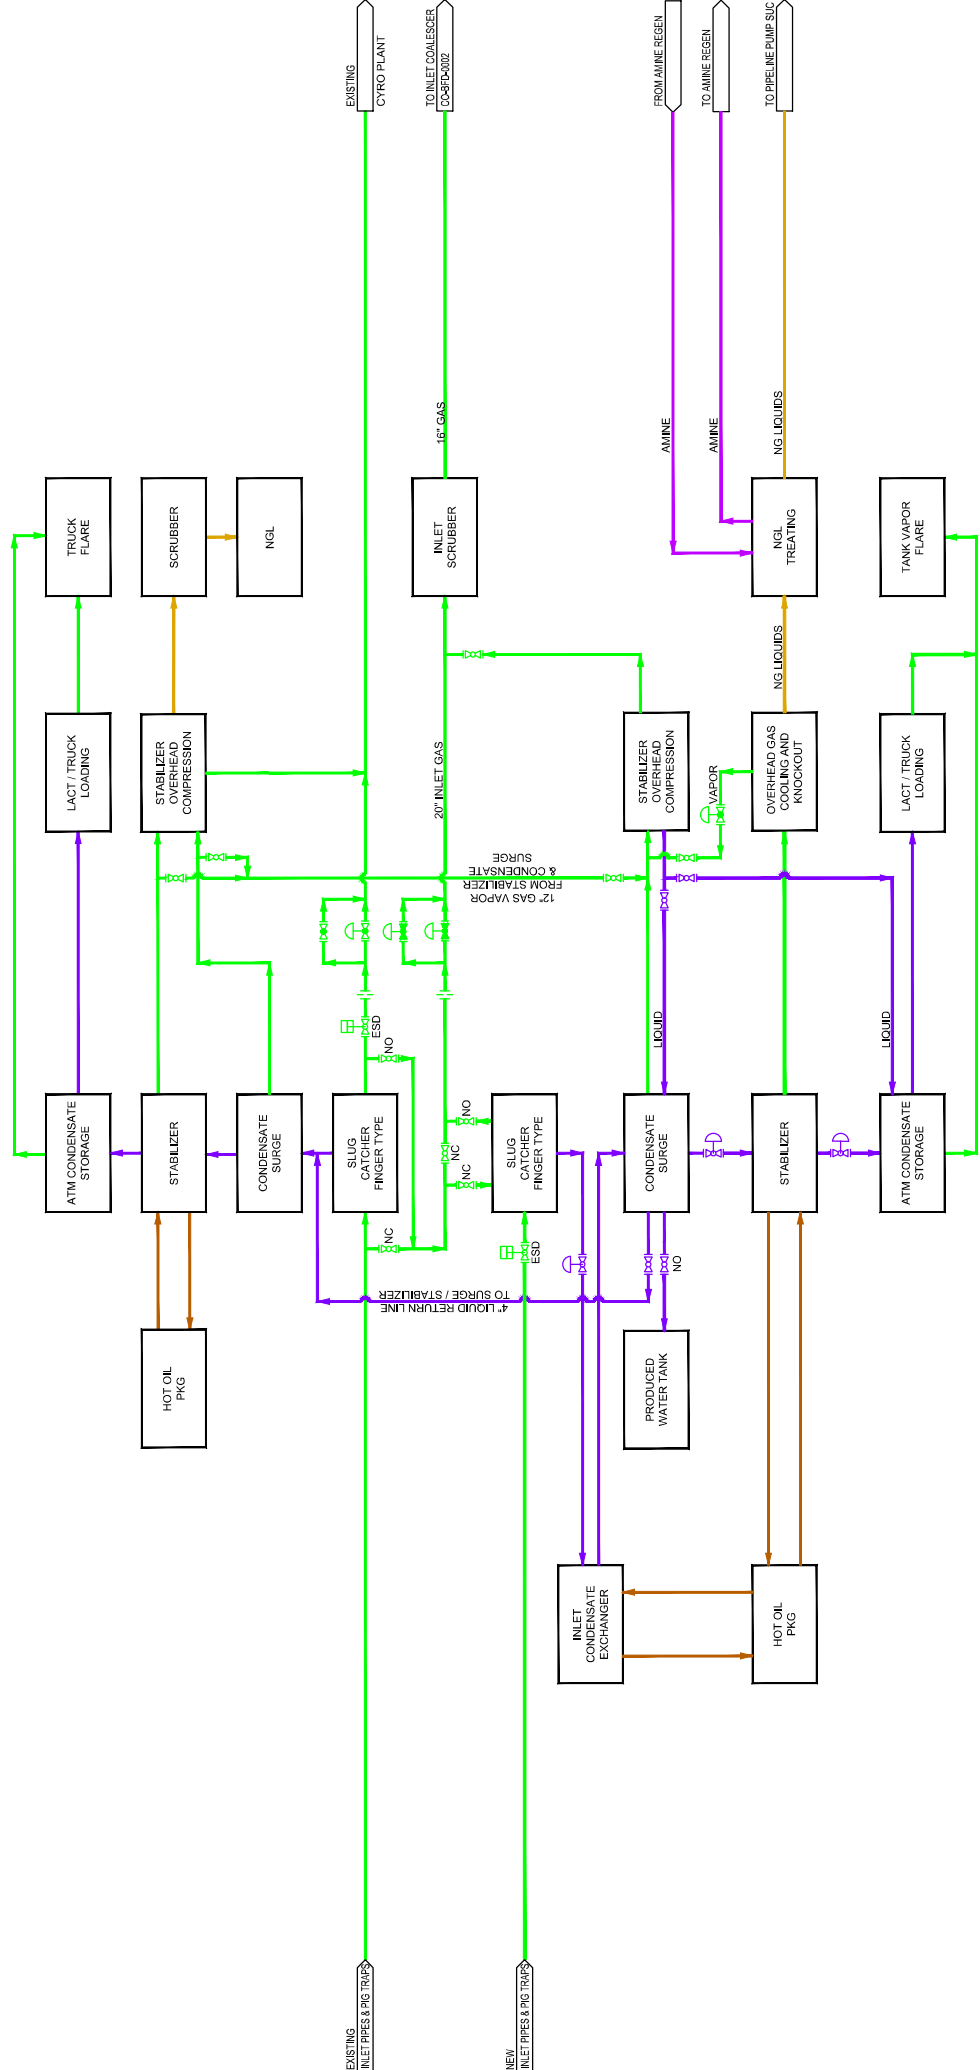 EXISTING
INLET PIPES & PIG TRAPS
NEW
INLET PIPES & PIG TRAPS
HOT OIL
PKG
PRODUCED
WATER TANK
INLET
CONDENSATE
EXCHANGER
HOT OIL
PKG
ATM CONDENSATE
STORAGE
STABILIZER
CONDENSATE
SURGE
SLUG
CATCHER
FINGER TYPE
SLUG
CATCHER
FINGER TYPE
CONDENSATE
SURGE
STABILIZER
ATM CONDENSATE
STORAGE
4" LIQUID RETURN LINE
TO SURGE / STABILIZER
NC
NO
ESD
NC
NC
NO
ESD
NO
LIQUID
LIQUID
12" GAS VAPOR
FROM STABILIZER
& CONDENSATE
SURGE
LACT / TRUCK
LOADING
STABILIZER
OVERHEAD
COMPRESSION
20" INLET GAS
STABILIZER
OVERHEAD
COMPRESSION
VAPOR
OVERHEAD GAS
COOLING AND
KNOCKOUT
LACT / TRUCK
LOADING
NG LIQUIDS
TRUCK
FLARE
SCRUBBER
NGL
INLET
SCRUBBER
NGL
TREATING
TANK VAPOR
FLARE
16" GAS
AMINE
AMINE
NG LIQUIDS
EXISTING
CYRO PLANT
TO INLET COALESCER
CC-BFD-0002
FROM AMINE REGEN
TO AMINE REGEN
TO PIPELINE PUMP SUC